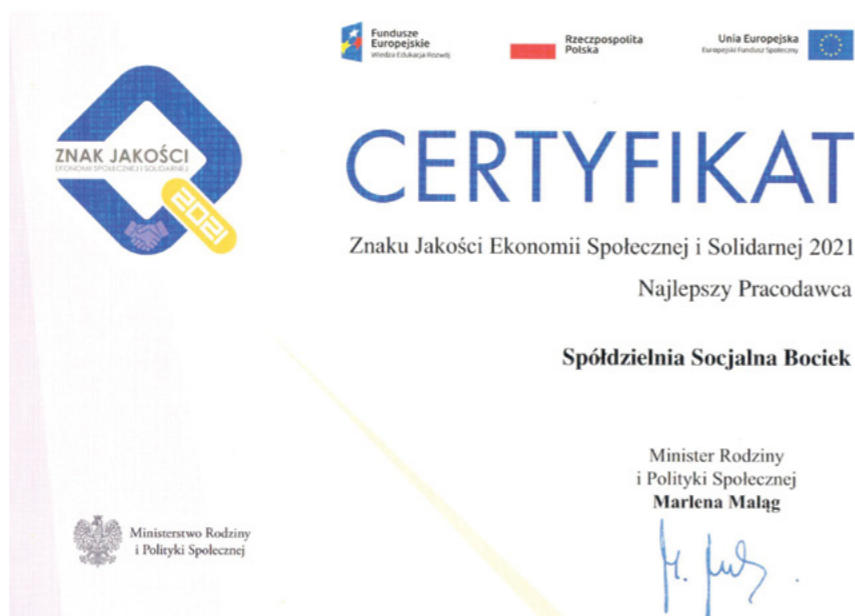 Fundusze
Europejskie
Wiedza Edukacja Rozwój
Rzeczpospolita
Polska
Unia Europejska
Europejski Fundusz Społeczny
ZNAK JAKOŚCI
EKONOMII SPOŁECZNEJ I SOLIDARNEJ
2021
CERTYFIKAT
Znaku Jakości Ekonomii Społecznej i Solidarnej 2021
Najlepszy Pracodawca
Spółdzielnia Socjalna Bociek
Minister Rodziny
i Polityki Społecznej
Marlena Maląg
Ministerstwo Rodziny
i Polityki Społecznej